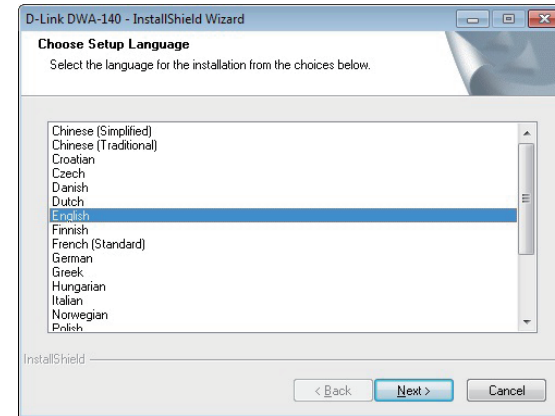 D-Link DWA-140 - InstallShield Wizard
Choose Setup Language
Select the language for the installation from the choices below.
Chinese (Simplified)
Chinese (Traditional)
Croatian
Czech
Danish
Dutch
English
Finnish
French (Standard)
German
Greek
Hungarian
Italian
Norwegian
Polish
InstallShield
< Back
Next >
Cancel